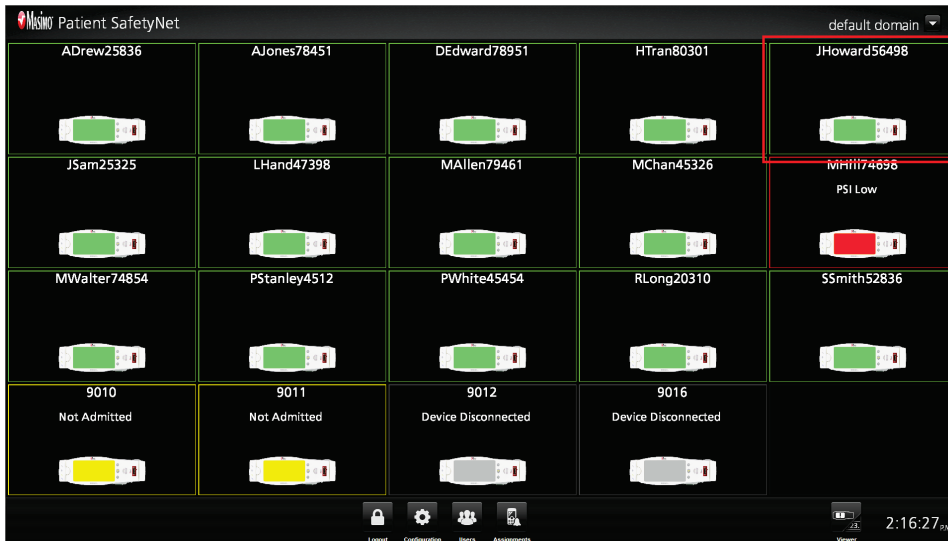 Masimo Patient SafetyNet
default domain
ADrew25836
AJones78451
DEdward78951
HTran80301
JHoward56498
JSam25325
LHand47398
MAllen79461
MChan45326
MHill74698
PSI Low
MWalter74854
PStanley4512
PWhite45454
RLong20310
SSmith52836
9010
Not Admitted
9011
Not Admitted
9012
Device Disconnected
9016
Device Disconnected
Logout
Configuration
Users
Assignments
23.
Viewer
2:16:27 P.M